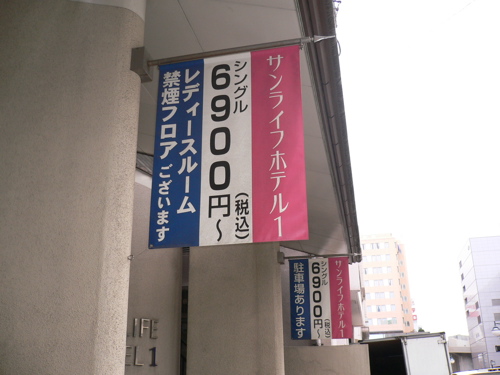 サンライフホテル1
シングル
6900円〜
(税込)
レディースルーム
禁煙フロアございます
サンライフホテル1
シングル
6900円〜
(税込)
駐車場あります
IFE
EL 1